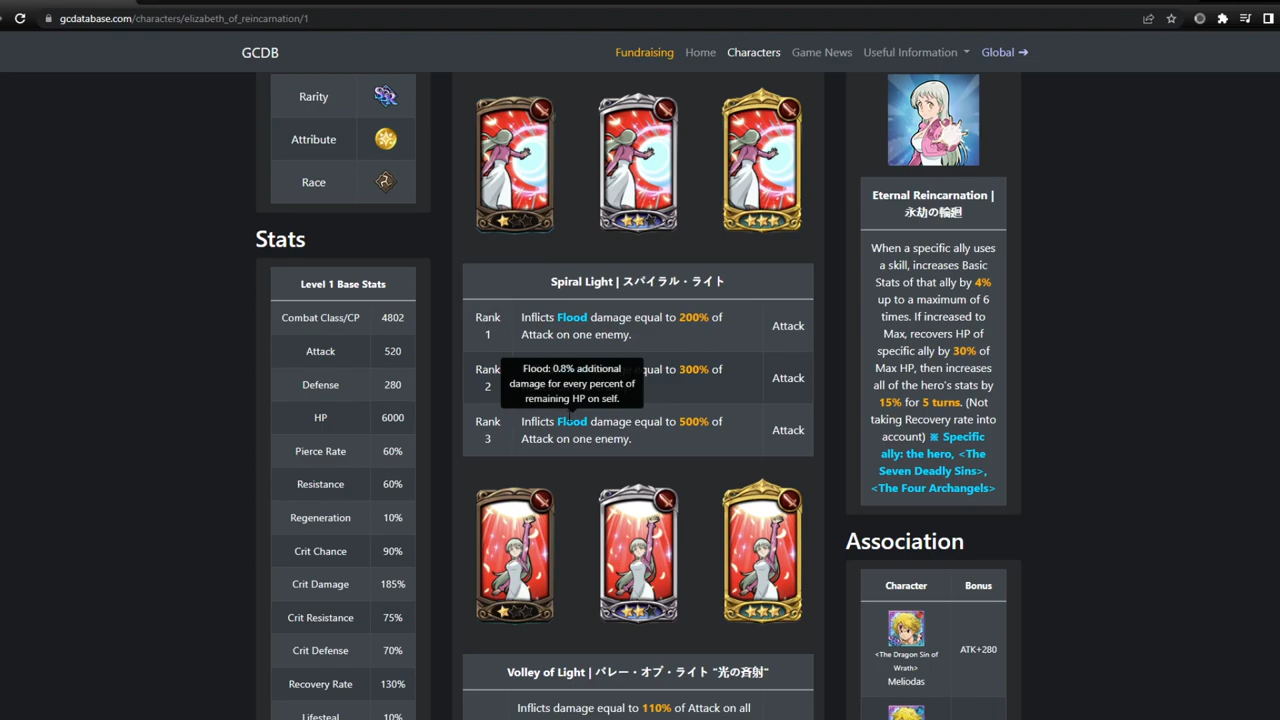 gcdatabase.com/characters/elizabeth_of_reincarnation/1
GCDB
Fundraising Home Characters Game News Useful Information Global ➔
Rarity
Attribute
Race
Stats
Level 1 Base Stats
Combat Class/CP 4802
Attack 520
Defense 280
HP 6000
Pierce Rate 60%
Resistance 60%
Regeneration 10%
Crit Chance 90%
Crit Damage 185%
Crit Resistance 75%
Crit Defense 70%
Recovery Rate 130%
Lifesteal 10%
Spiral Light | スパイラル・ライト
Rank 1
Inflicts Flood damage equal to 200% of
Attack on one enemy.
Attack
Rank 2
300% of
Attack
Flood: 0.8% additional
damage for every percent of
remaining HP on self.
Rank 3
Inflicts Flood damage equal to 500% of
Attack on one enemy.
Attack
Volley of Light | バレー・オブ・ライト "光の斉射"
Inflicts damage equal to 110% of Attack on all
Eternal Reincarnation |
永劫の輪廻
When a specific ally uses
a skill, increases Basic
Stats of that ally by 4%
up to a maximum of 6
times. If increased to
Max, recovers HP of
specific ally by 30% of
Max HP, then increases
all of the hero's stats by
15% for 5 turns. (Not
taking Recovery rate into
account) ※ Specific
ally: the hero, <The
Seven Deadly Sins>,
<The Four Archangels>
Association
Character Bonus
<The Dragon Sin of
Wrath>
Meliodas
ATK+280